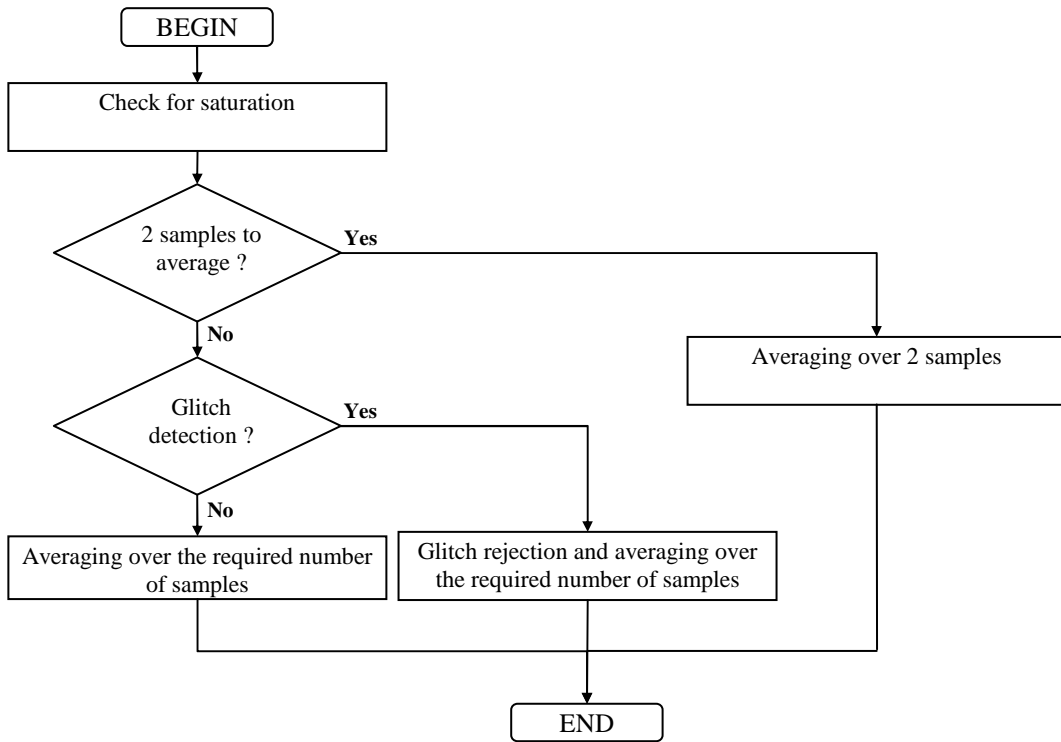 BEGIN
Check for saturation
2 samples to
average ?
Yes
No
Averaging over 2 samples
Glitch
detection ?
Yes
No
Averaging over the required number
of samples
Glitch rejection and averaging over
the required number of samples
END